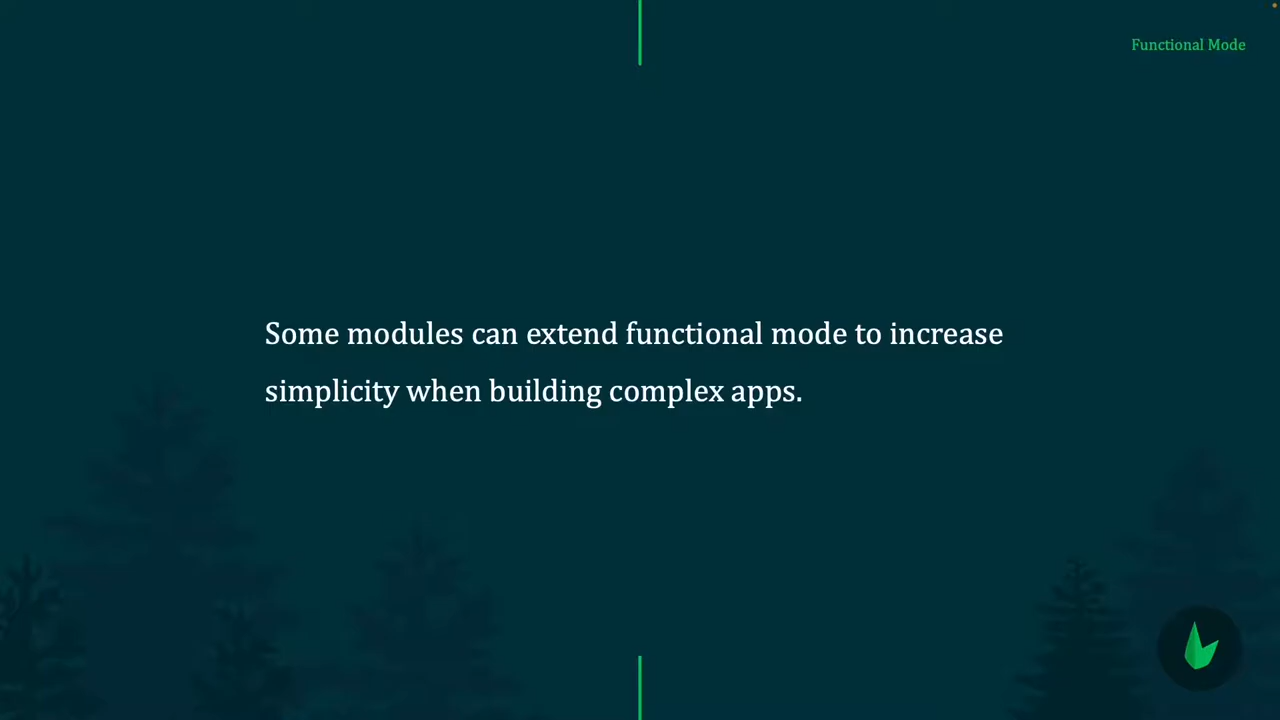 Functional Mode
Some modules can extend functional mode to increase
simplicity when building complex apps.